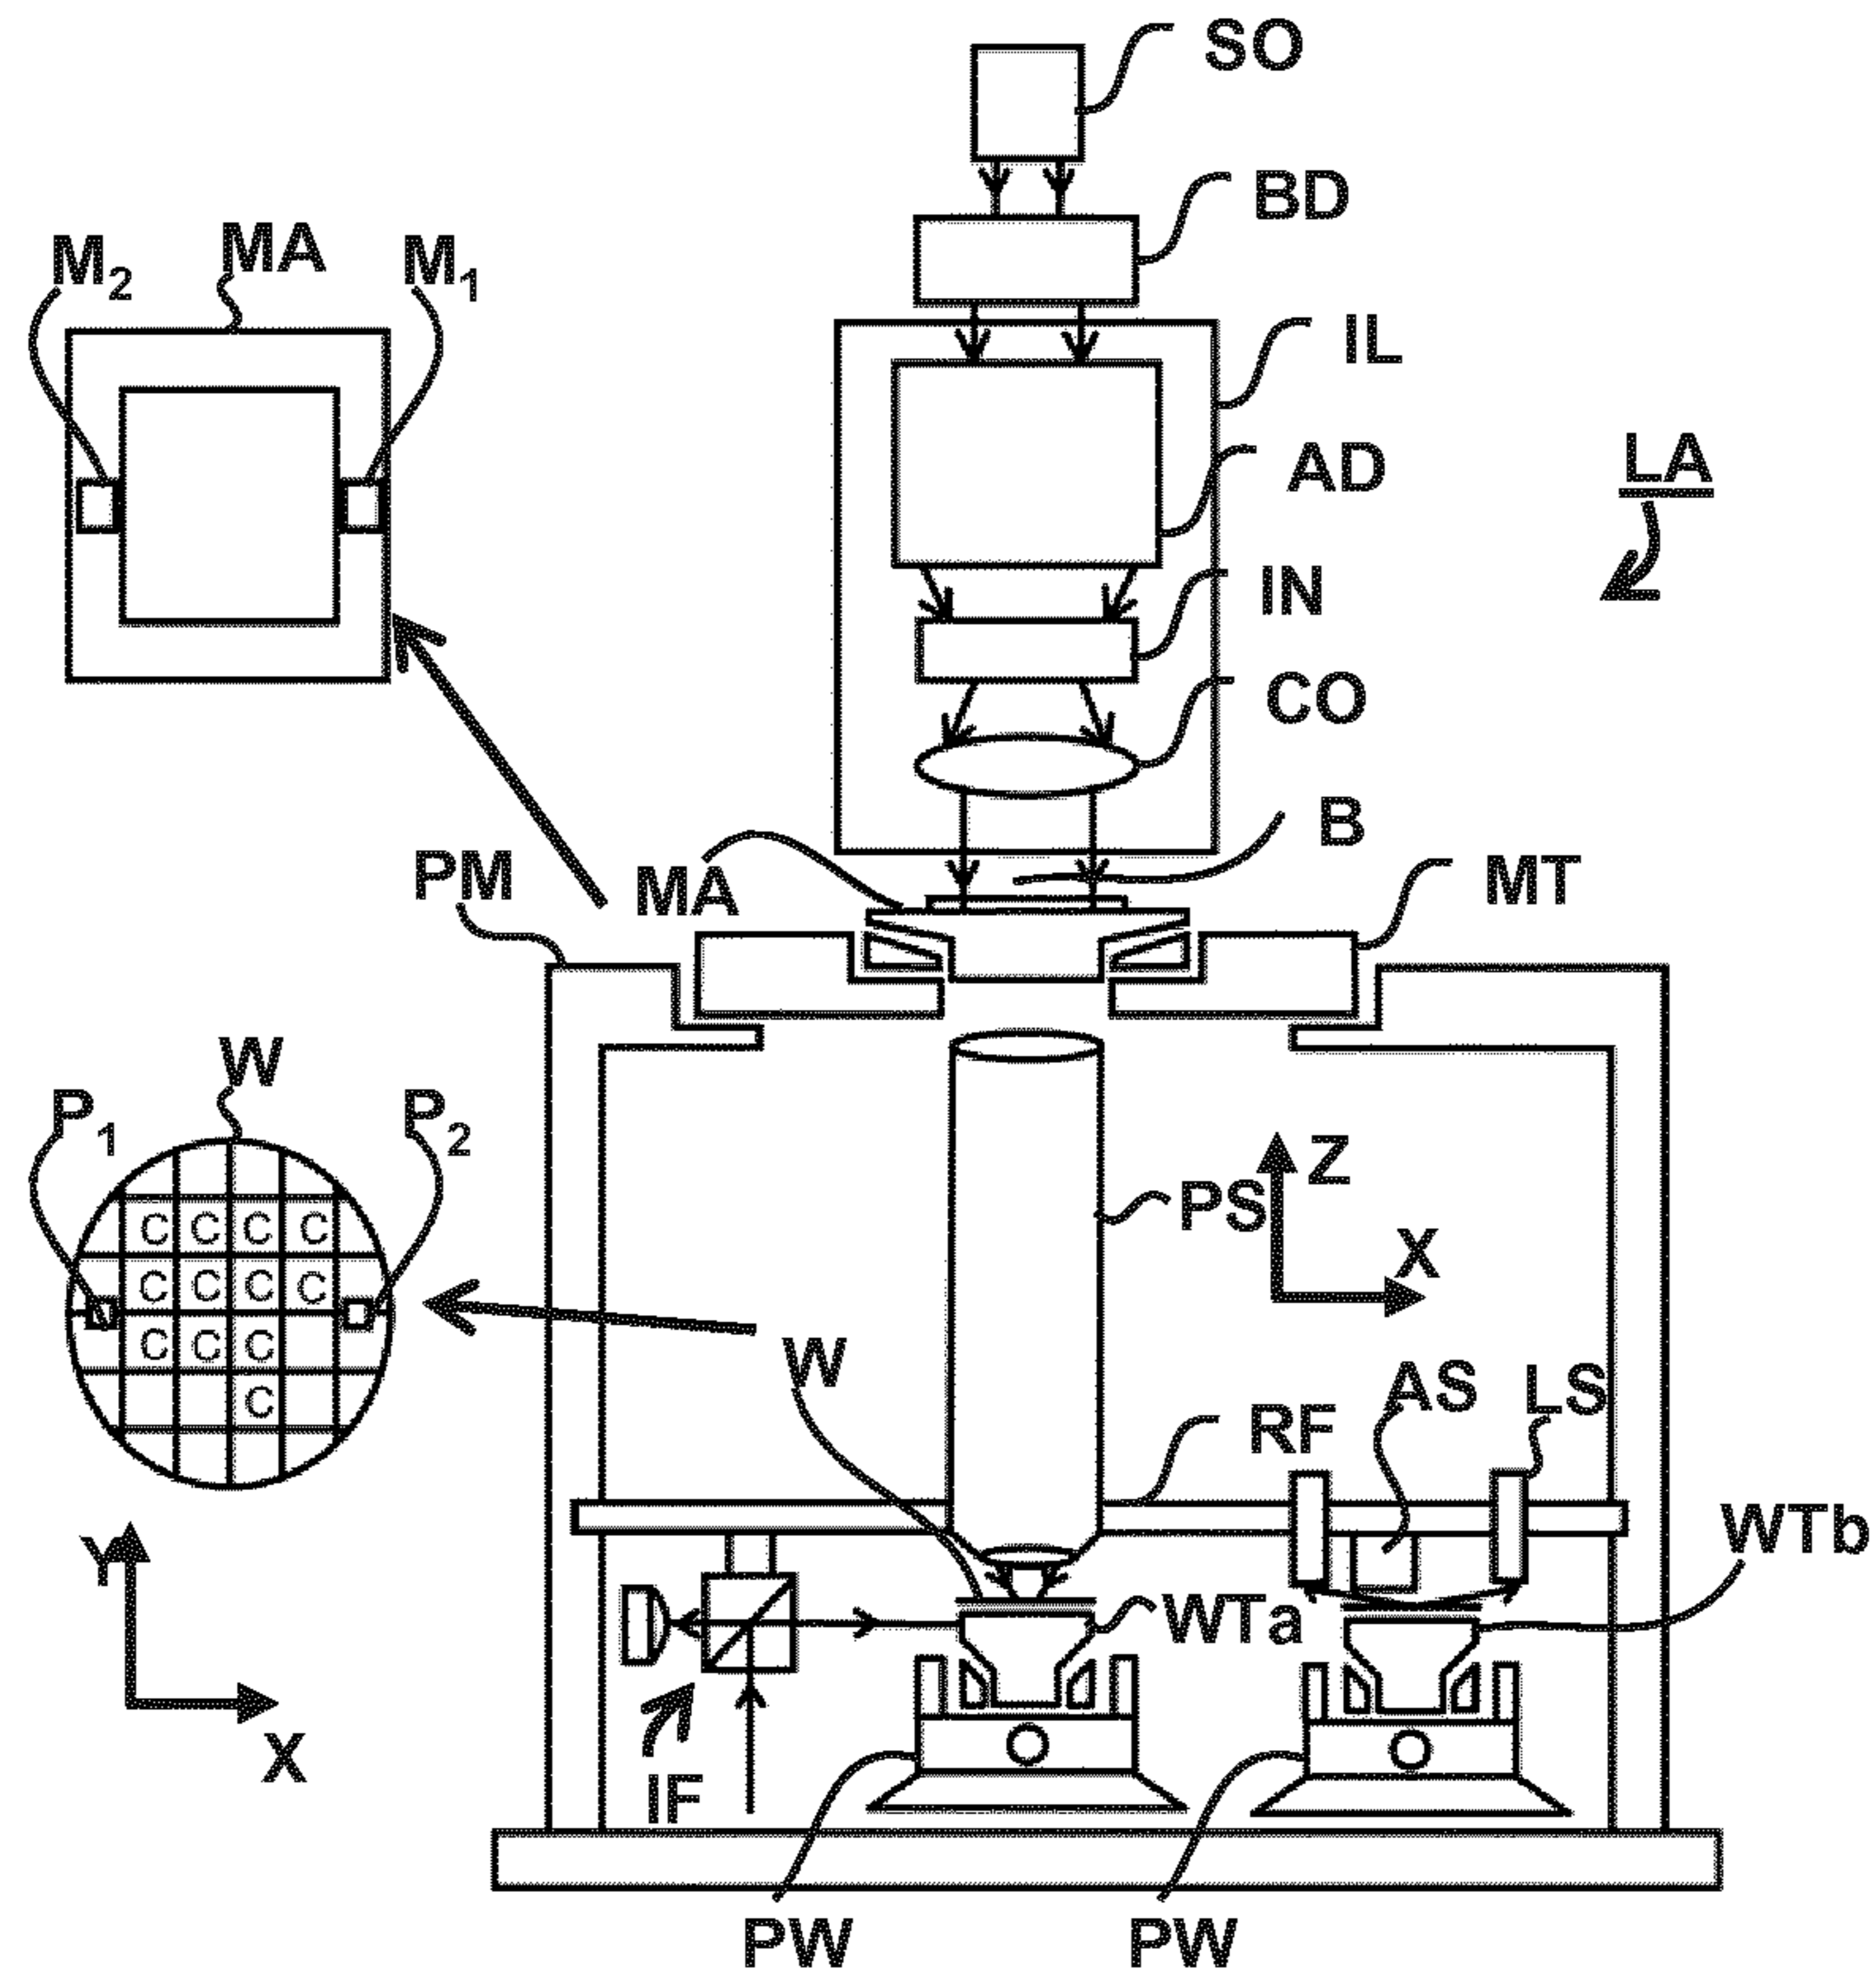 SO
BD
M2 MA M1
IL
LA
AD
IN
CO
B
PM
MA
MT
W
P1 P2
Z
PS
X
C C C C
C C C C
C C C
C
W
AS LS
RF
WTb
Y
WTa
X
IF
PW PW